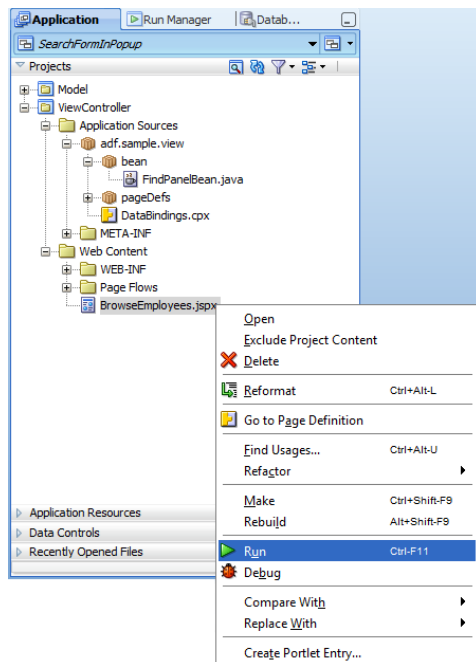 Application Run Manager Datab...
SearchFormInPopup
Projects
Model
ViewController
Application Sources
adf.sample.view
bean
FindPanelBean.java
pageDefs
DataBindings.cpx
META-INF
Web Content
WEB-INF
Page Flows
BrowseEmployees.jspx
Open
Exclude Project Content
Delete
Reformat Ctrl+Alt-L
Go to Page Definition
Find Usages... Ctrl+Alt-U
Refactor
Make Ctrl+Shift-F9
Rebuild Alt+Shift-F9
Run Ctrl-F11
Debug
Compare With
Replace With
Create Portlet Entry...
Application Resources
Data Controls
Recently Opened Files